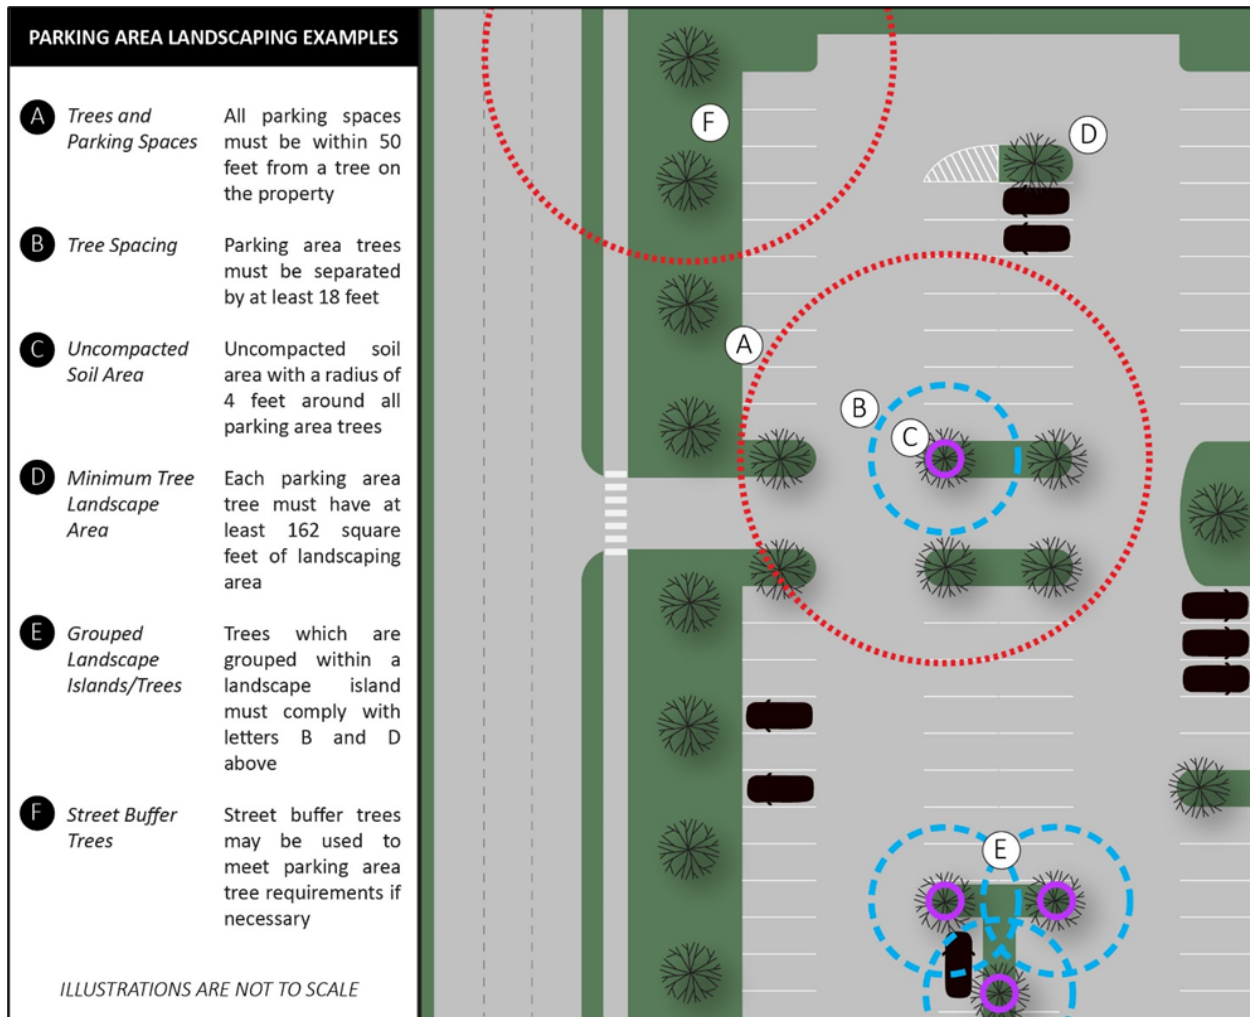 PARKING AREA LANDSCAPING EXAMPLES
A
Trees and
Parking Spaces
All parking spaces
must be within 50
feet from a tree on
the property
B
Tree Spacing
Parking area trees
must be separated
by at least 18 feet
C
Uncompacted
Soil Area
Uncompacted soil
area with a radius of
4 feet around all
parking area trees
D
Minimum Tree
Landscape
Area
Each parking area
tree must have at
least 162 square
feet of landscaping
area
E
Grouped
Landscape
Islands/Trees
Trees which are
grouped within a
landscape island
must comply with
letters B and D
above
F
Street Buffer
Trees
Street buffer trees
may be used to
meet parking area
tree requirements if
necessary
ILLUSTRATIONS ARE NOT TO SCALE
F
D
A
B
C
E